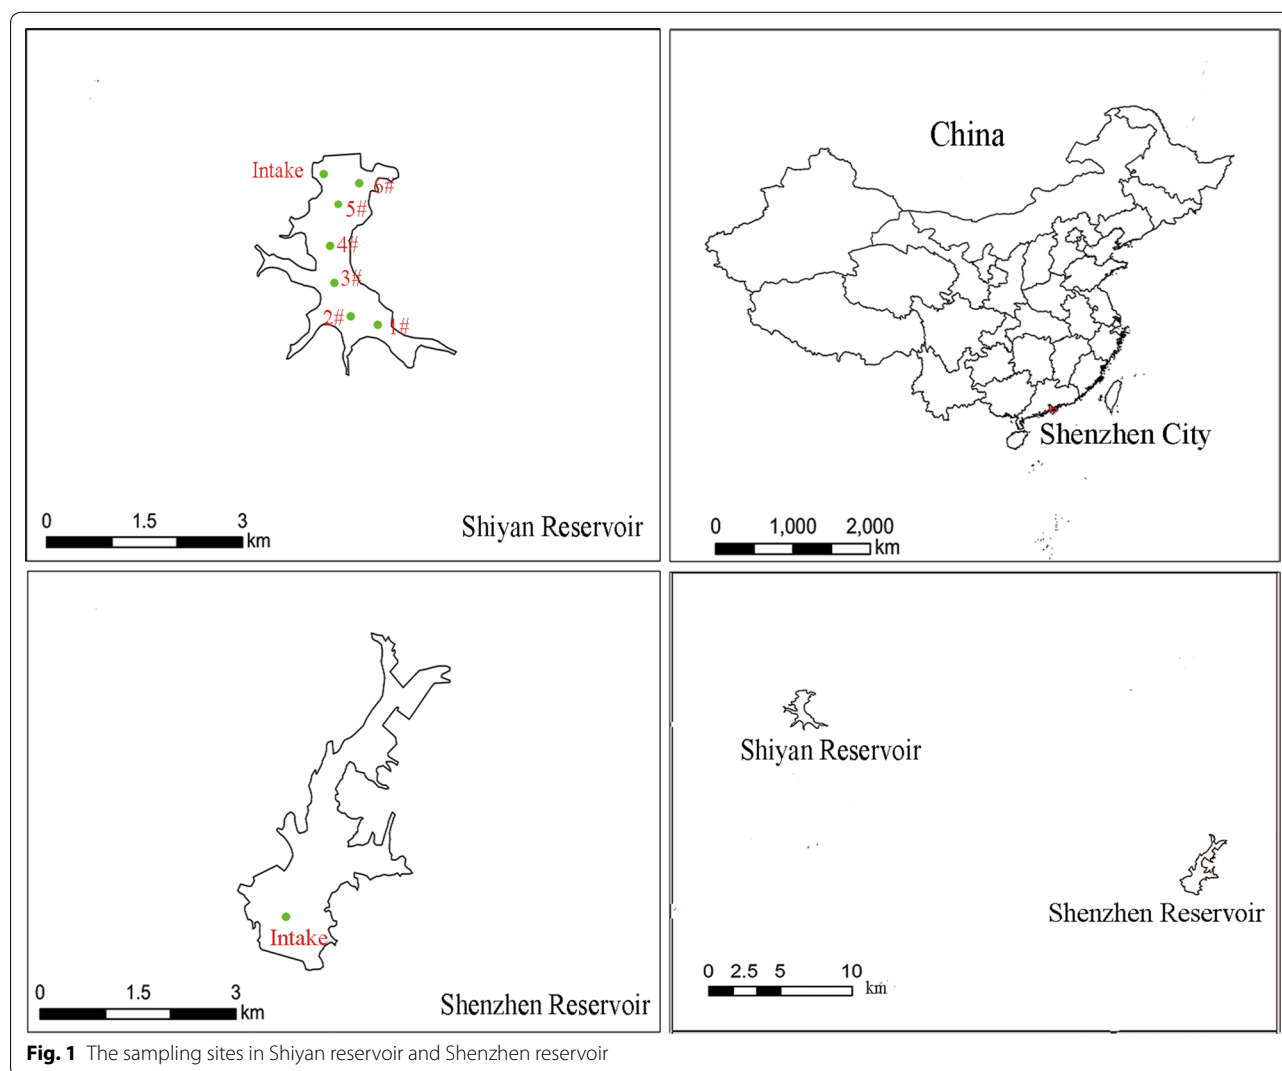 Intake
6#
5#
4#
3#
2#
1#
0 1.5 3
km
Shiyan Reservoir
China
Shenzhen City
0 1,000 2,000
km
Intake
0 1.5 3
km
Shenzhen Reservoir
Shiyan Reservoir
Shenzhen Reservoir
0 2.5 5 10
km
Fig. 1 The sampling sites in Shiyan reservoir and Shenzhen reservoir